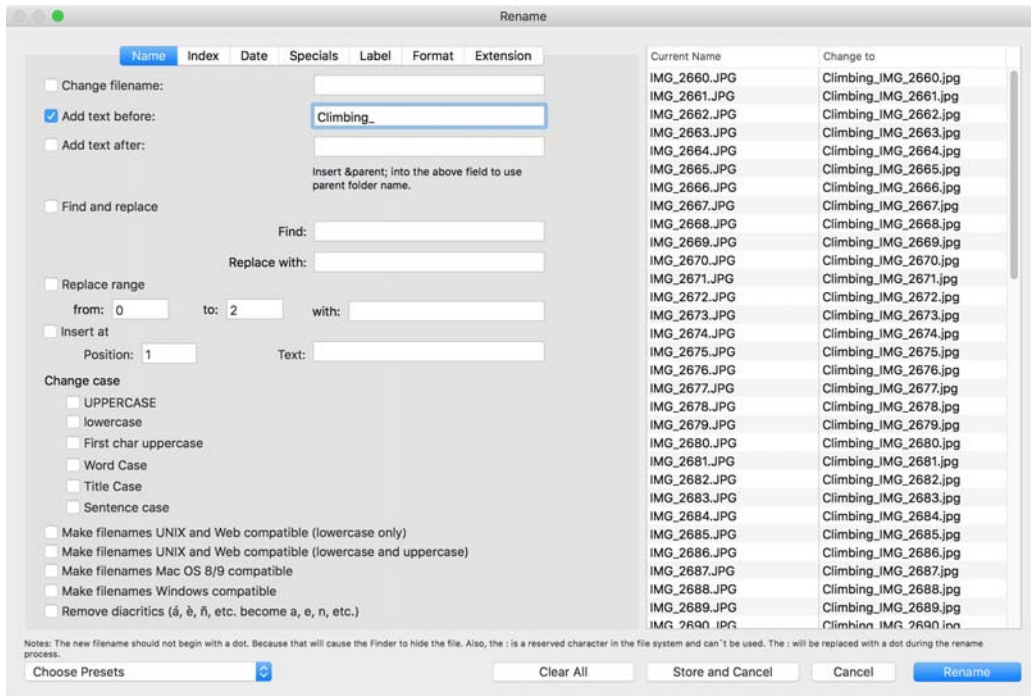 Rename
Name Index Date Specials Label Format Extension
Change filename:
Add text before: Climbing_
Add text after:
Insert &parent; into the above field to use
parent folder name.
Find and replace
Find:
Replace with:
Replace range
from: 0 to: 2 with:
Insert at
Position: 1 Text:
Change case
UPPERCASE
lowercase
First char uppercase
Word Case
Title Case
Sentence case
Make filenames UNIX and Web compatible (lowercase only)
Make filenames UNIX and Web compatible (lowercase and uppercase)
Make filenames Mac OS 8/9 compatible
Make filenames Windows compatible
Remove diacritics (á, è, ñ, etc. become a, e, n, etc.)
Current Name Change to
IMG_2660.JPG Climbing_IMG_2660.jpg
IMG_2661.JPG Climbing_IMG_2661.jpg
IMG_2662.JPG Climbing_IMG_2662.jpg
IMG_2663.JPG Climbing_IMG_2663.jpg
IMG_2664.JPG Climbing_IMG_2664.jpg
IMG_2665.JPG Climbing_IMG_2665.jpg
IMG_2666.JPG Climbing_IMG_2666.jpg
IMG_2667.JPG Climbing_IMG_2667.jpg
IMG_2668.JPG Climbing_IMG_2668.jpg
IMG_2669.JPG Climbing_IMG_2669.jpg
IMG_2670.JPG Climbing_IMG_2670.jpg
IMG_2671.JPG Climbing_IMG_2671.jpg
IMG_2672.JPG Climbing_IMG_2672.jpg
IMG_2673.JPG Climbing_IMG_2673.jpg
IMG_2674.JPG Climbing_IMG_2674.jpg
IMG_2675.JPG Climbing_IMG_2675.jpg
IMG_2676.JPG Climbing_IMG_2676.jpg
IMG_2677.JPG Climbing_IMG_2677.jpg
IMG_2678.JPG Climbing_IMG_2678.jpg
IMG_2679.JPG Climbing_IMG_2679.jpg
IMG_2680.JPG Climbing_IMG_2680.jpg
IMG_2681.JPG Climbing_IMG_2681.jpg
IMG_2682.JPG Climbing_IMG_2682.jpg
IMG_2683.JPG Climbing_IMG_2683.jpg
IMG_2684.JPG Climbing_IMG_2684.jpg
IMG_2685.JPG Climbing_IMG_2685.jpg
IMG_2686.JPG Climbing_IMG_2686.jpg
IMG_2687.JPG Climbing_IMG_2687.jpg
IMG_2688.JPG Climbing_IMG_2688.jpg
IMG_2689.JPG Climbing_IMG_2689.jpg
IMG_2690.JPG Climbing_IMG_2690.jpg
Notes: The new filename should not begin with a dot. Because that will cause the Finder to hide the file. Also, the : is a reserved character in the file system and can`t be used. The : will be replaced with a dot during the rename
process.
Choose Presets Clear All Store and Cancel Cancel Rename